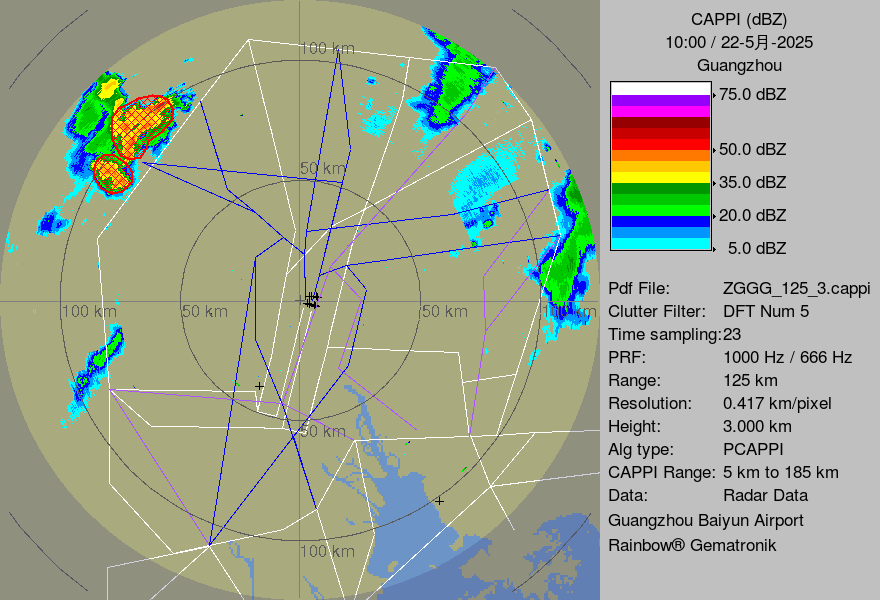 CAPPI (dBZ)
10:00 / 22-5月-2025
Guangzhou
75.0 dBZ
50.0 dBZ
35.0 dBZ
20.0 dBZ
5.0 dBZ
Pdf File: ZGGG_125_3.cappi
Clutter Filter: DFT Num 5
Time sampling:23
PRF: 1000 Hz / 666 Hz
Range: 125 km
Resolution: 0.417 km/pixel
Height: 3.000 km
Alg type: PCAPPI
CAPPI Range: 5 km to 185 km
Data: Radar Data
Guangzhou Baiyun Airport
Rainbow® Gematronik
100 km
50 km
100 km
50 km
50 km
100 km
50 km
100 km